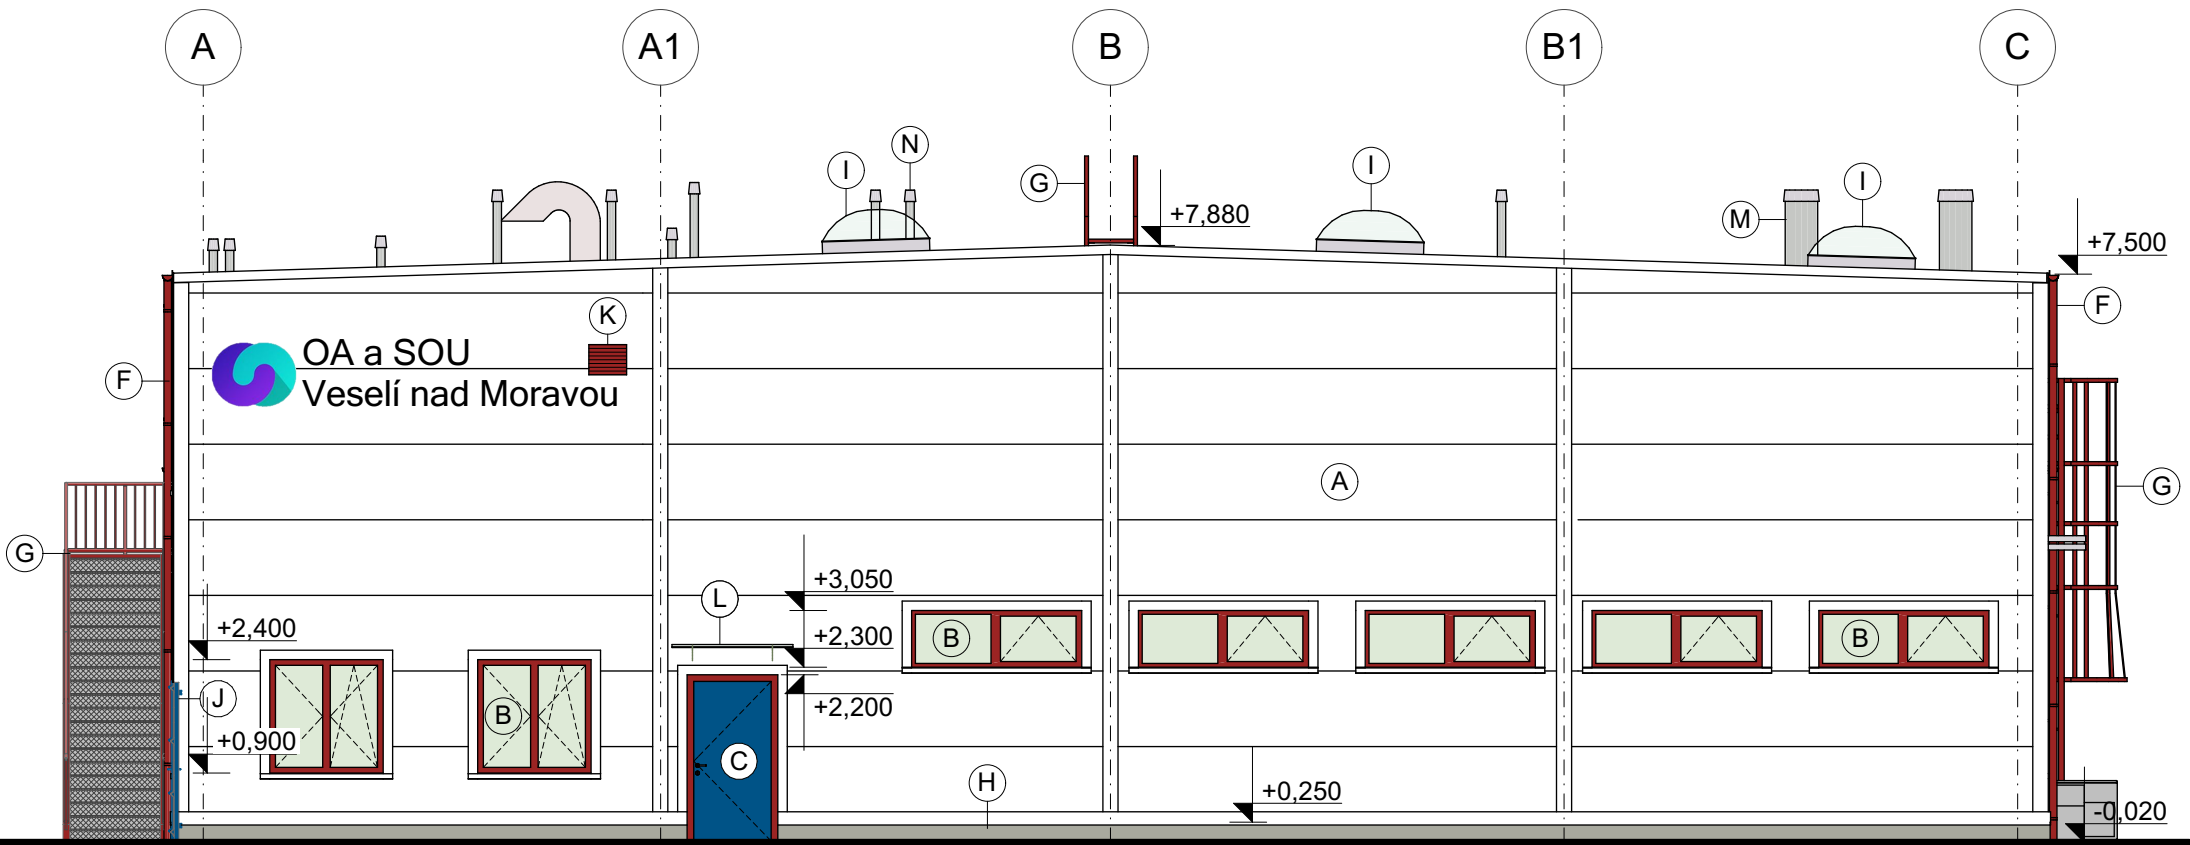 A A1 B B1 C
N
I I I
G
M
+7,880
+7,500
K
F
OA a SOU
Veselí nad Moravou
F
A
G
G
+3,050
L
+2,400
+2,300
B B
J
B
+2,200
+0,900
C
H
+0,250
-0,020